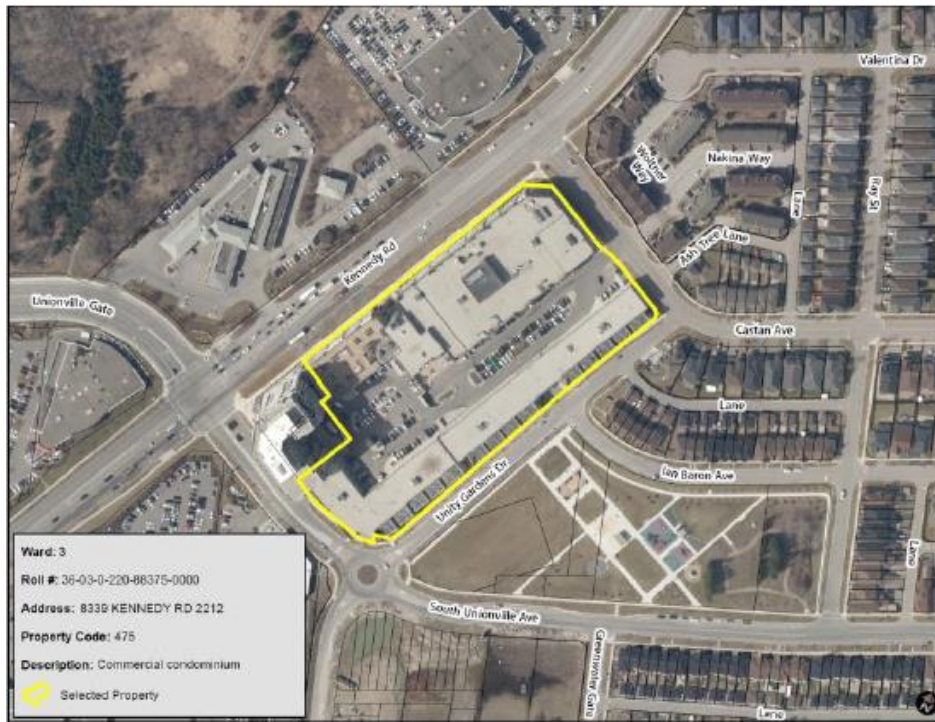 Valentina Dr
Woltner
Way
Nakina Way
Lane
Ray St
Ash Tree Lane
Kennedy Rd
Unionville Gate
Castan Ave
Lane
Ian Baron Ave
Unity Gardens Dr
Lane
South Unionville Ave
Greenwater Gate
Lane
Ward: 3
Roll #: 36-03-0-220-88375-0000
Address: 8339 KENNEDY RD 2212
Property Code: 475
Description: Commercial condominium
Selected Property